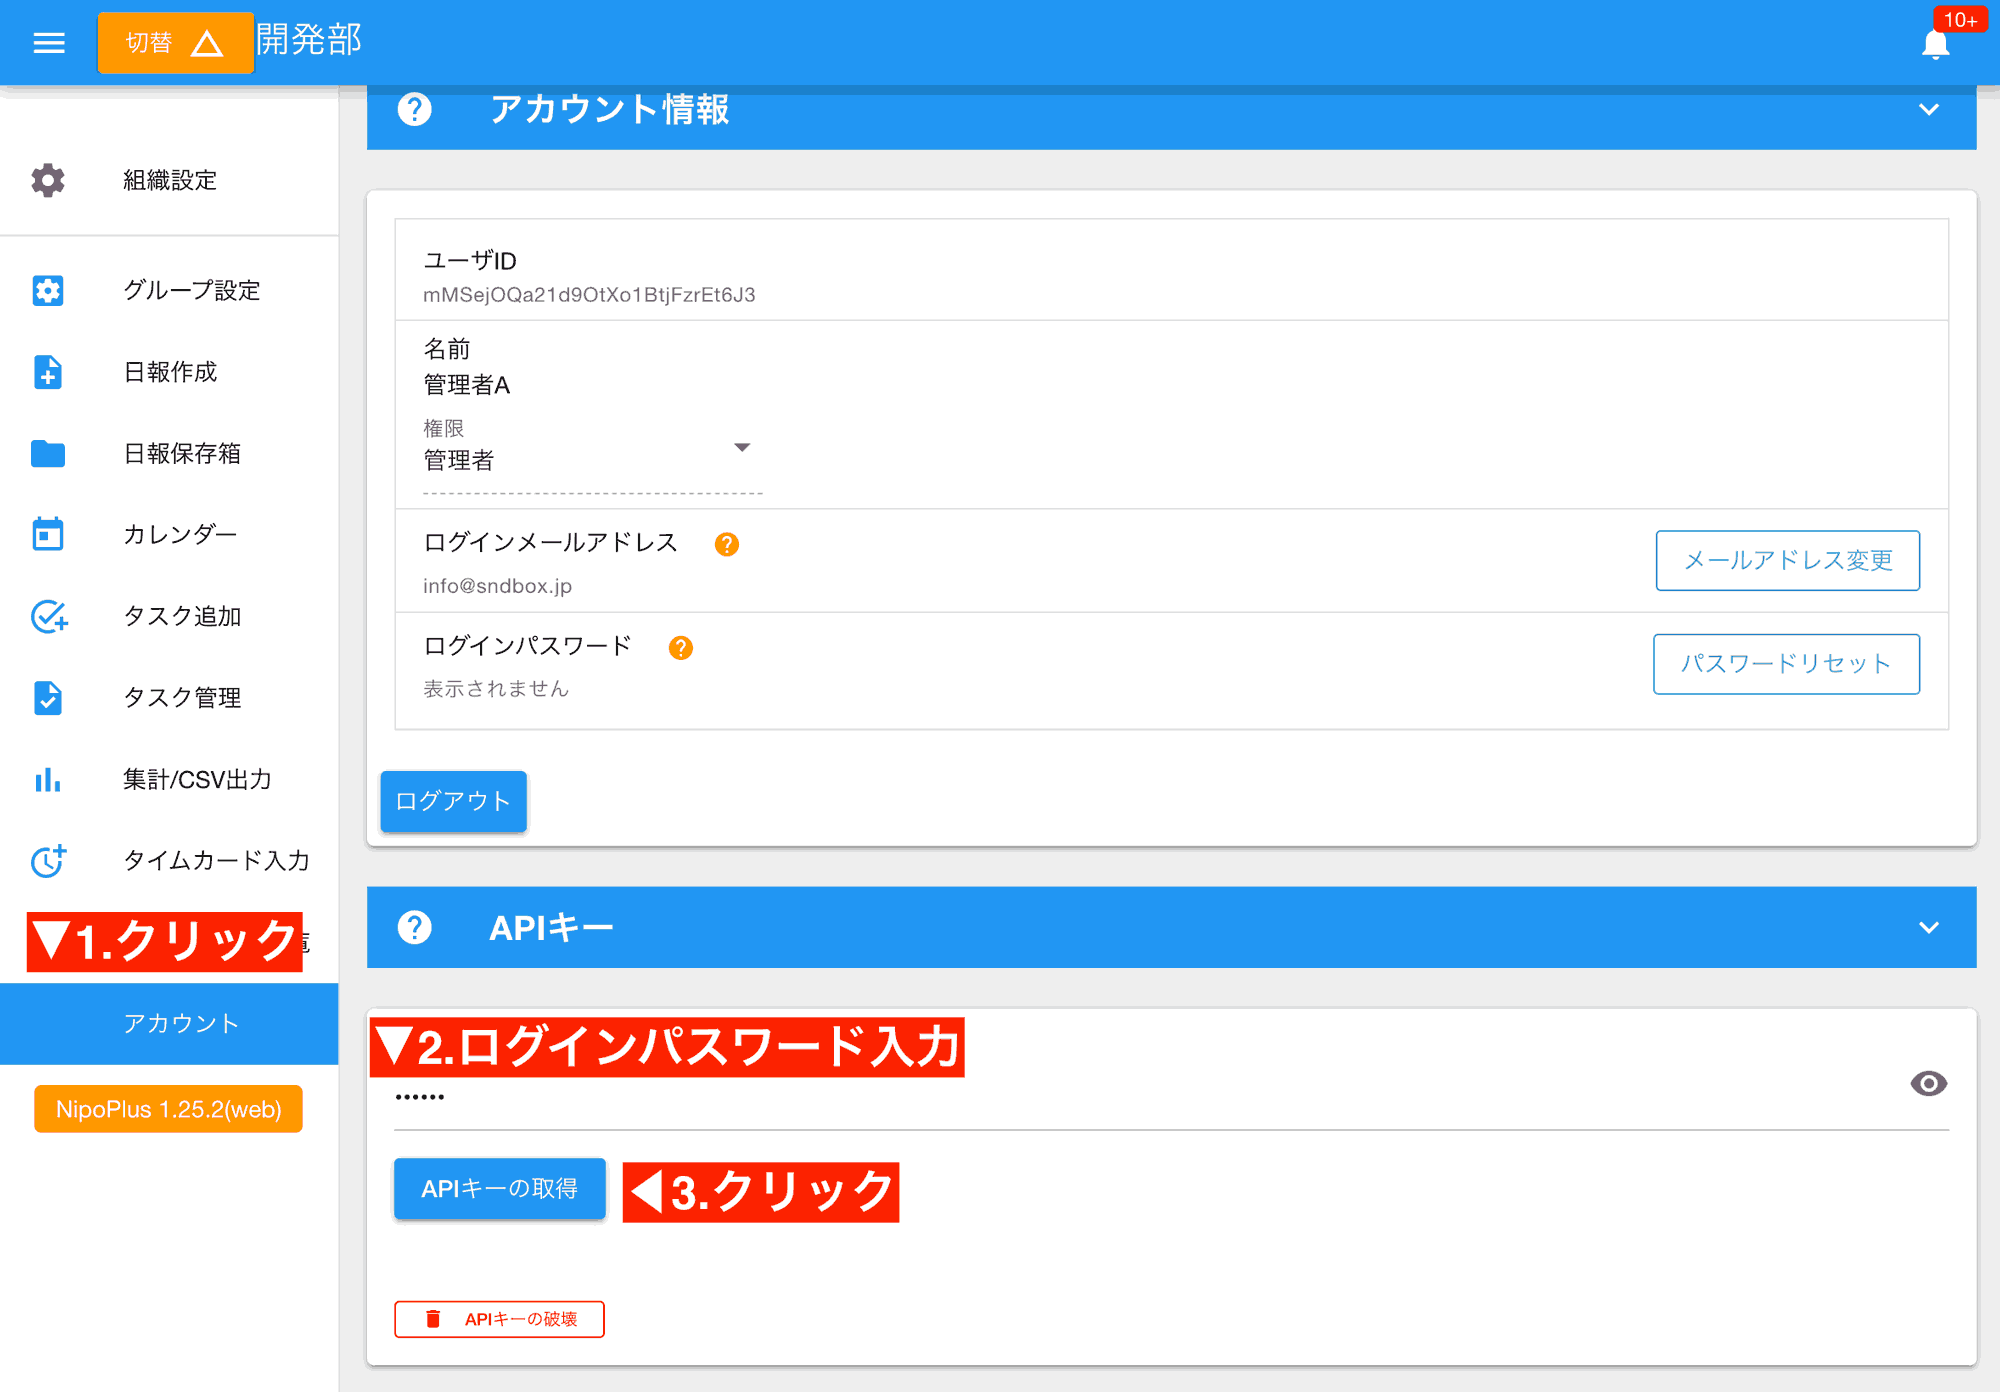 切替
開発部
10+
組織設定
グループ設定
日報作成
日報保存箱
カレンダー
タスク追加
タスク管理
集計/CSV出力
タイムカード入力
▼1.クリック
アカウント
NipoPlus 1.25.2(web)
アカウント情報
ユーザID
mMSejOQa21d9OtXo1BtjFzrEt6J3
名前
管理者A
権限
管理者
ログインメールアドレス
info@sndbox.jp
メールアドレス変更
ログインパスワード
表示されません
パスワードリセット
ログアウト
APIキー
▼2.ログインパスワード入力
••••••
APIキーの取得
◀3.クリック
APIキーの破壊